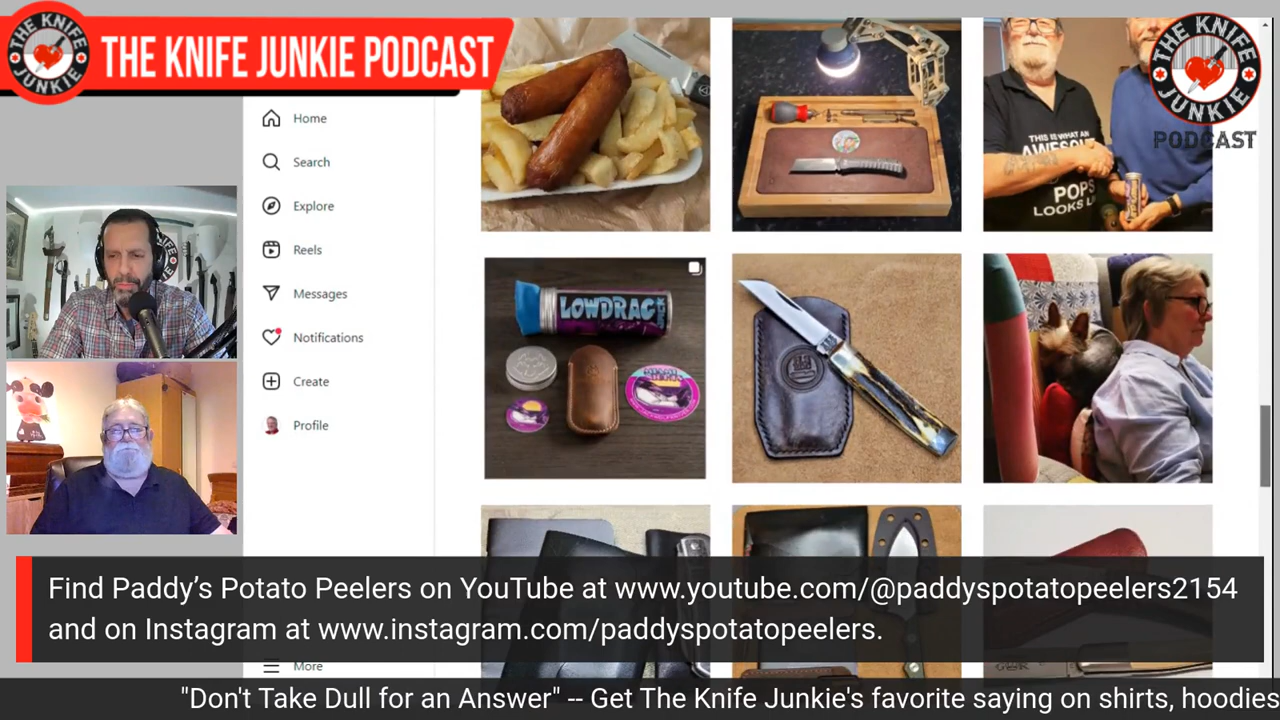 THE KNIFE
JUNKIE
THE KNIFE JUNKIE PODCAST
THE KNIFE
JUNKIE
PODCAST
Home
Search
Explore
Reels
Messages
Notifications
Create
Profile
More
THIS IS WHAT AN
AWESOME
POPS
LOOKS LI
LOWDRAG
Find Paddy’s Potato Peelers on YouTube at www.youtube.com/@paddyspotatopeelers2154
and on Instagram at www.instagram.com/paddyspotatopeelers.
"Don't Take Dull for an Answer" -- Get The Knife Junkie's favorite saying on shirts, hoodies